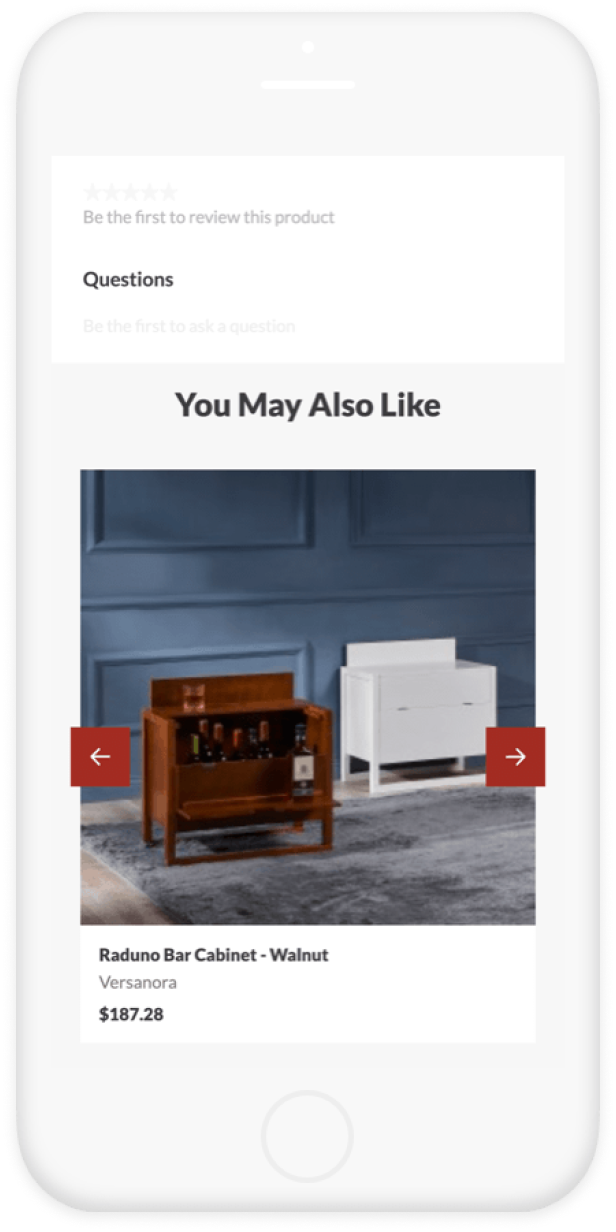 Be the first to review this product
Questions
Be the first to ask a question
You May Also Like
Raduno Bar Cabinet - Walnut
Versanora
$187.28